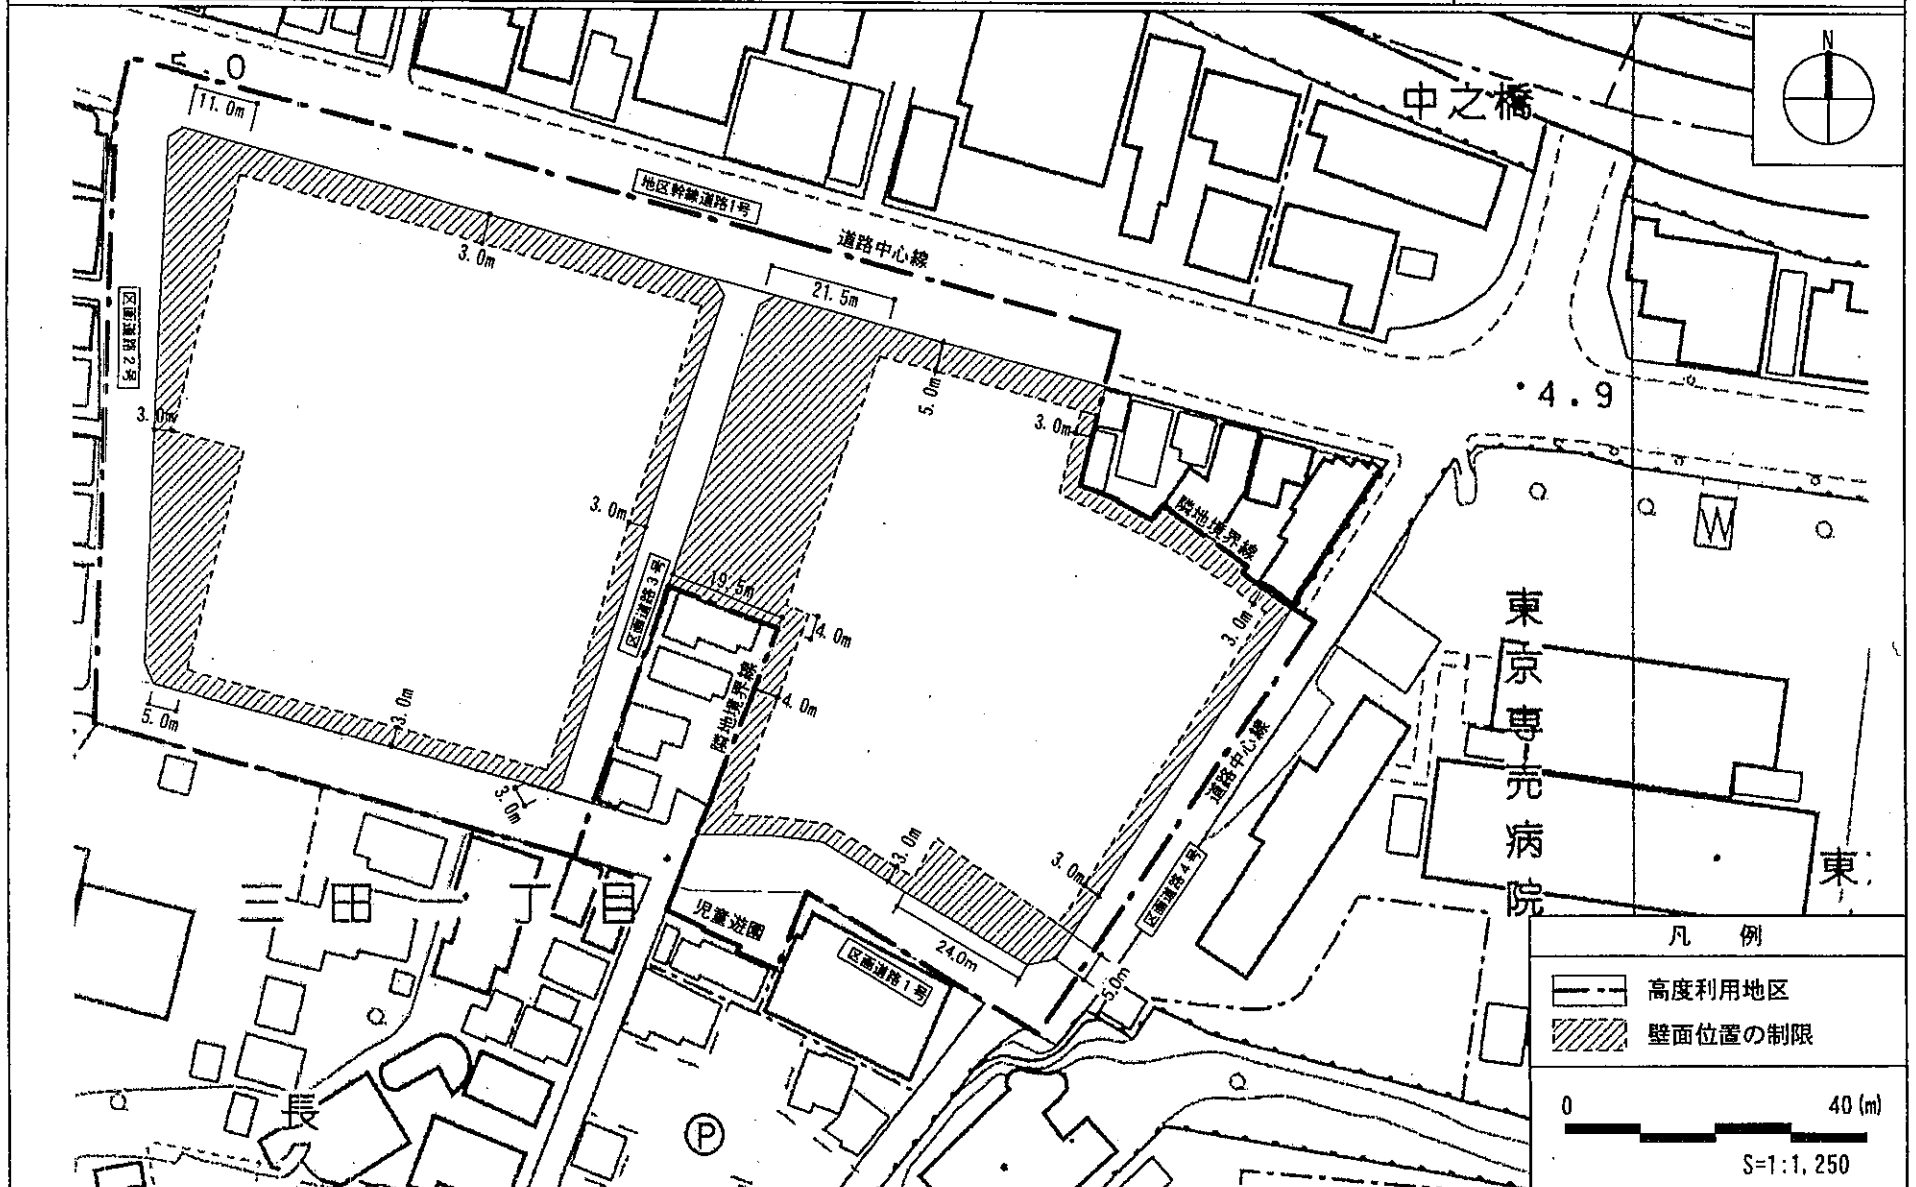 N
5.0
中之橋
11.0m
地区幹線道路1号
道路中心線
3.0m
21.5m
区画道路2号
5.0m
・4.9
3.0m
3.0m
3.0m
隣地境界線
W
19.5m
区画道路3号
4.0m
3.0m
東京専売病院
隣地境界線
4.0m
5.0m
3.0m
道路中心線
3.0m
3.0m
3.0m
区画道路4号
東
三田一丁目
児童遊園
24.0m
区画道路1号
5.0m
長
P
凡 例
高度利用地区
壁面位置の制限
0 40(m)
S=1:1,250